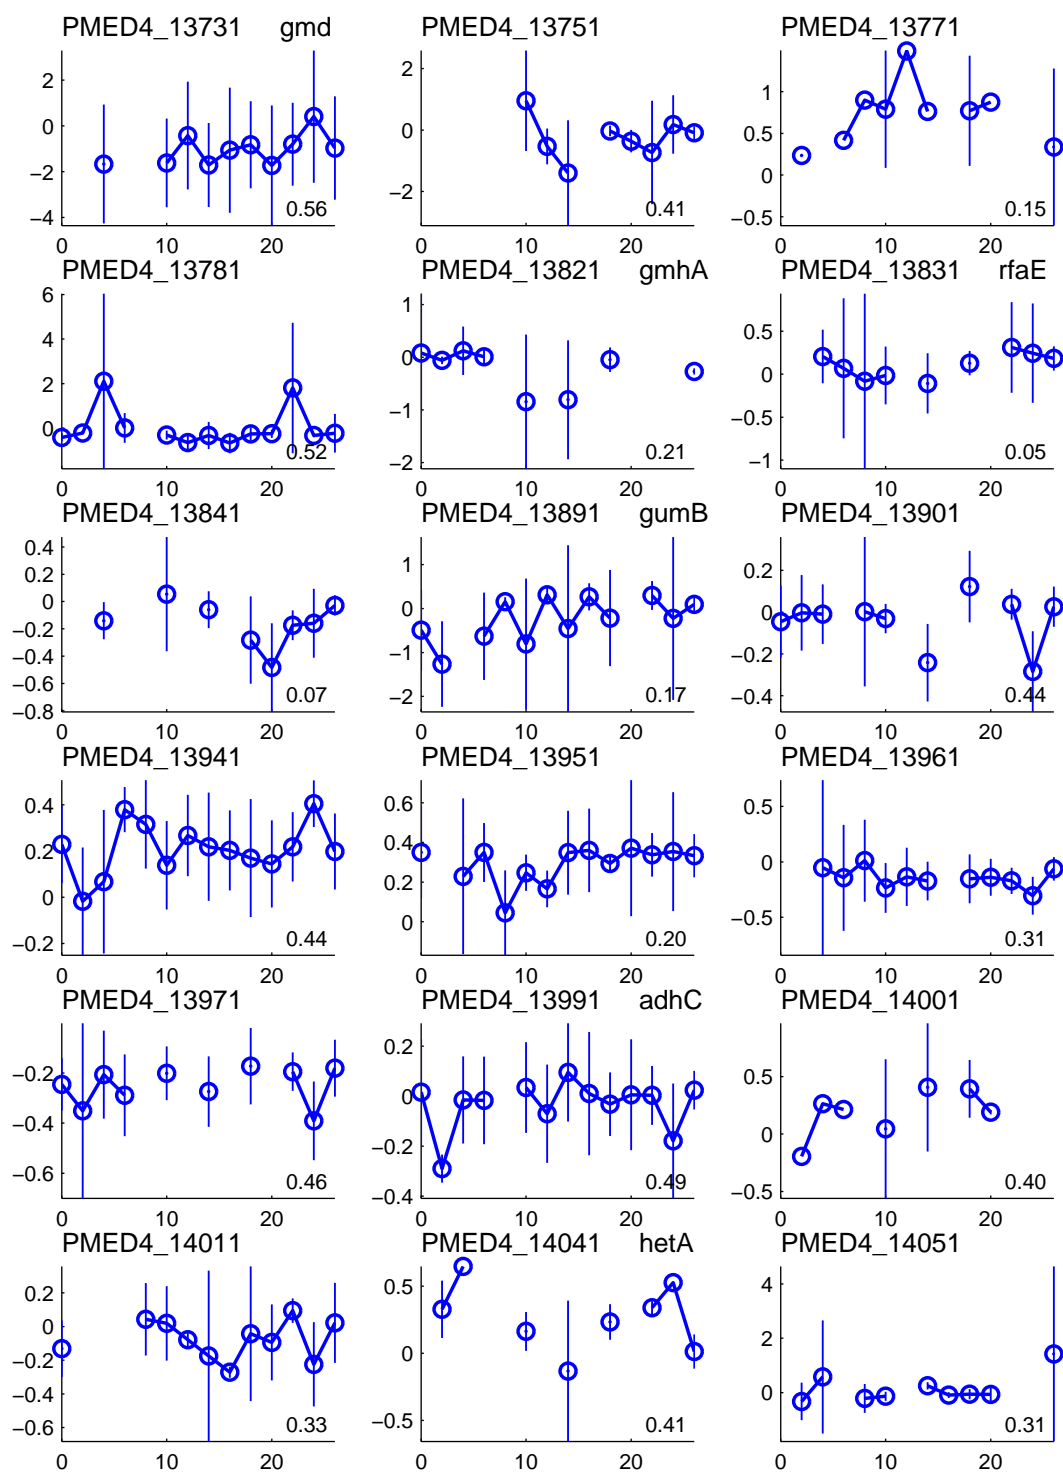 PMED4_13731 gmd PMED4_13751 PMED4_13771
2 0 −2 −4 0.56 0 10 20
2 0 −2 0.41 0 10 20
1 0.5 0 −0.5 0.15 0 10 20
PMED4_13781 PMED4_13821 gmhA PMED4_13831 rfaE
6 4 2 0 0.52 0 10 20
1 0 −1 −2 0.21 0 10 20
0.5 0 −0.5 −1 0.05 0 10 20
PMED4_13841 PMED4_13891 gumB PMED4_13901
0.4 0.2 0 −0.2 −0.4 −0.6 −0.8 0.07 0 10 20
1 0 −1 −2 0.17 0 10 20
0.2 0 −0.2 −0.4 0.44 0 10 20
PMED4_13941 PMED4_13951 PMED4_13961
0.4 0.2 0 −0.2 0.44 0 10 20
0.6 0.4 0.2 0 0.20 0 10 20
0.5 0 −0.5 0.31 0 10 20
PMED4_13971 PMED4_13991 adhC PMED4_14001
−0.2 −0.4 −0.6 0.46 0 10 20
0.2 0 −0.2 −0.4 0.49 0 10 20
0.5 0 −0.5 0.40 0 10 20
PMED4_14011 PMED4_14041 hetA PMED4_14051
0.2 0 −0.2 −0.4 −0.6 0.33 0 10 20
0.5 0 −0.5 0.41 0 10 20
4 2 0 0.31 0 10 20